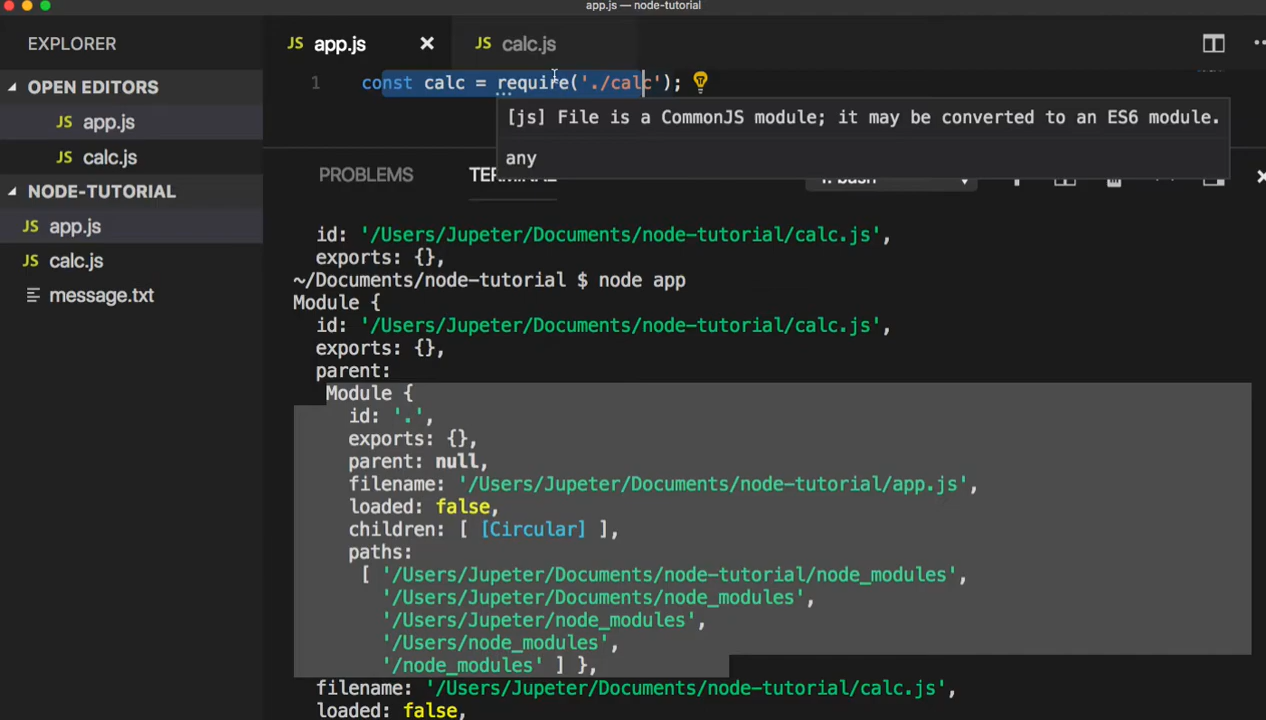 app.js — node-tutorial
EXPLORER
JS app.js
JS calc.js
OPEN EDITORS
JS app.js
JS calc.js
NODE-TUTORIAL
JS app.js
JS calc.js
message.txt
1 const calc = require('./calc');
[js] File is a CommonJS module; it may be converted to an ES6 module.
any
PROBLEMS
TERMINAL
1: bash
id: '/Users/Jupeter/Documents/node-tutorial/calc.js',
exports: {},
~/Documents/node-tutorial $ node app
Module {
id: '/Users/Jupeter/Documents/node-tutorial/calc.js',
exports: {},
parent:
Module {
id: '.',
exports: {},
parent: null,
filename: '/Users/Jupeter/Documents/node-tutorial/app.js',
loaded: false,
children: [ [Circular] ],
paths:
[ '/Users/Jupeter/Documents/node-tutorial/node_modules',
'/Users/Jupeter/Documents/node_modules',
'/Users/Jupeter/node_modules',
'/Users/node_modules',
'/node_modules' ] },
filename: '/Users/Jupeter/Documents/node-tutorial/calc.js',
loaded: false,